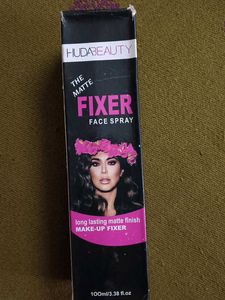 HUDABEAUTY
THE
MATTE
FIXER
FACE SPRAY
long lasting matte finish
MAKE-UP FIXER
100ml/3.38 fl.oz